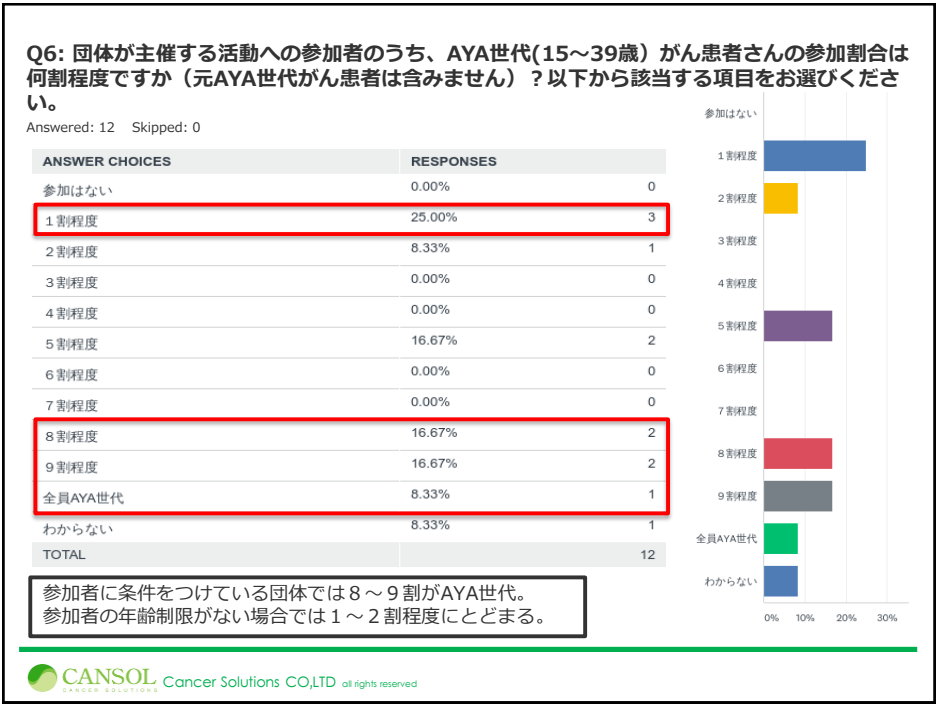 Q6: 団体が主催する活動への参加者のうち、AYA世代(15～39歳）がん患者さんの参加割合は
何割程度ですか（元AYA世代がん患者は含みません）？以下から該当する項目をお選びくださ
い。
Answered: 12 Skipped: 0
ANSWER CHOICES RESPONSES
参加はない 0.00% 0
１割程度 25.00% 3
２割程度 8.33% 1
３割程度 0.00% 0
４割程度 0.00% 0
５割程度 16.67% 2
６割程度 0.00% 0
７割程度 0.00% 0
８割程度 16.67% 2
９割程度 16.67% 2
全員AYA世代 8.33% 1
わからない 8.33% 1
TOTAL 12
参加はない
１割程度
２割程度
３割程度
４割程度
５割程度
６割程度
７割程度
８割程度
９割程度
全員AYA世代
わからない
0% 10% 20% 30%
参加者に条件をつけている団体では８～９割がAYA世代。
参加者の年齢制限がない場合では１～２割程度にとどまる。
CANSOL Cancer Solutions CO,LTD all rights reserved
CANCER SOLUTIONS